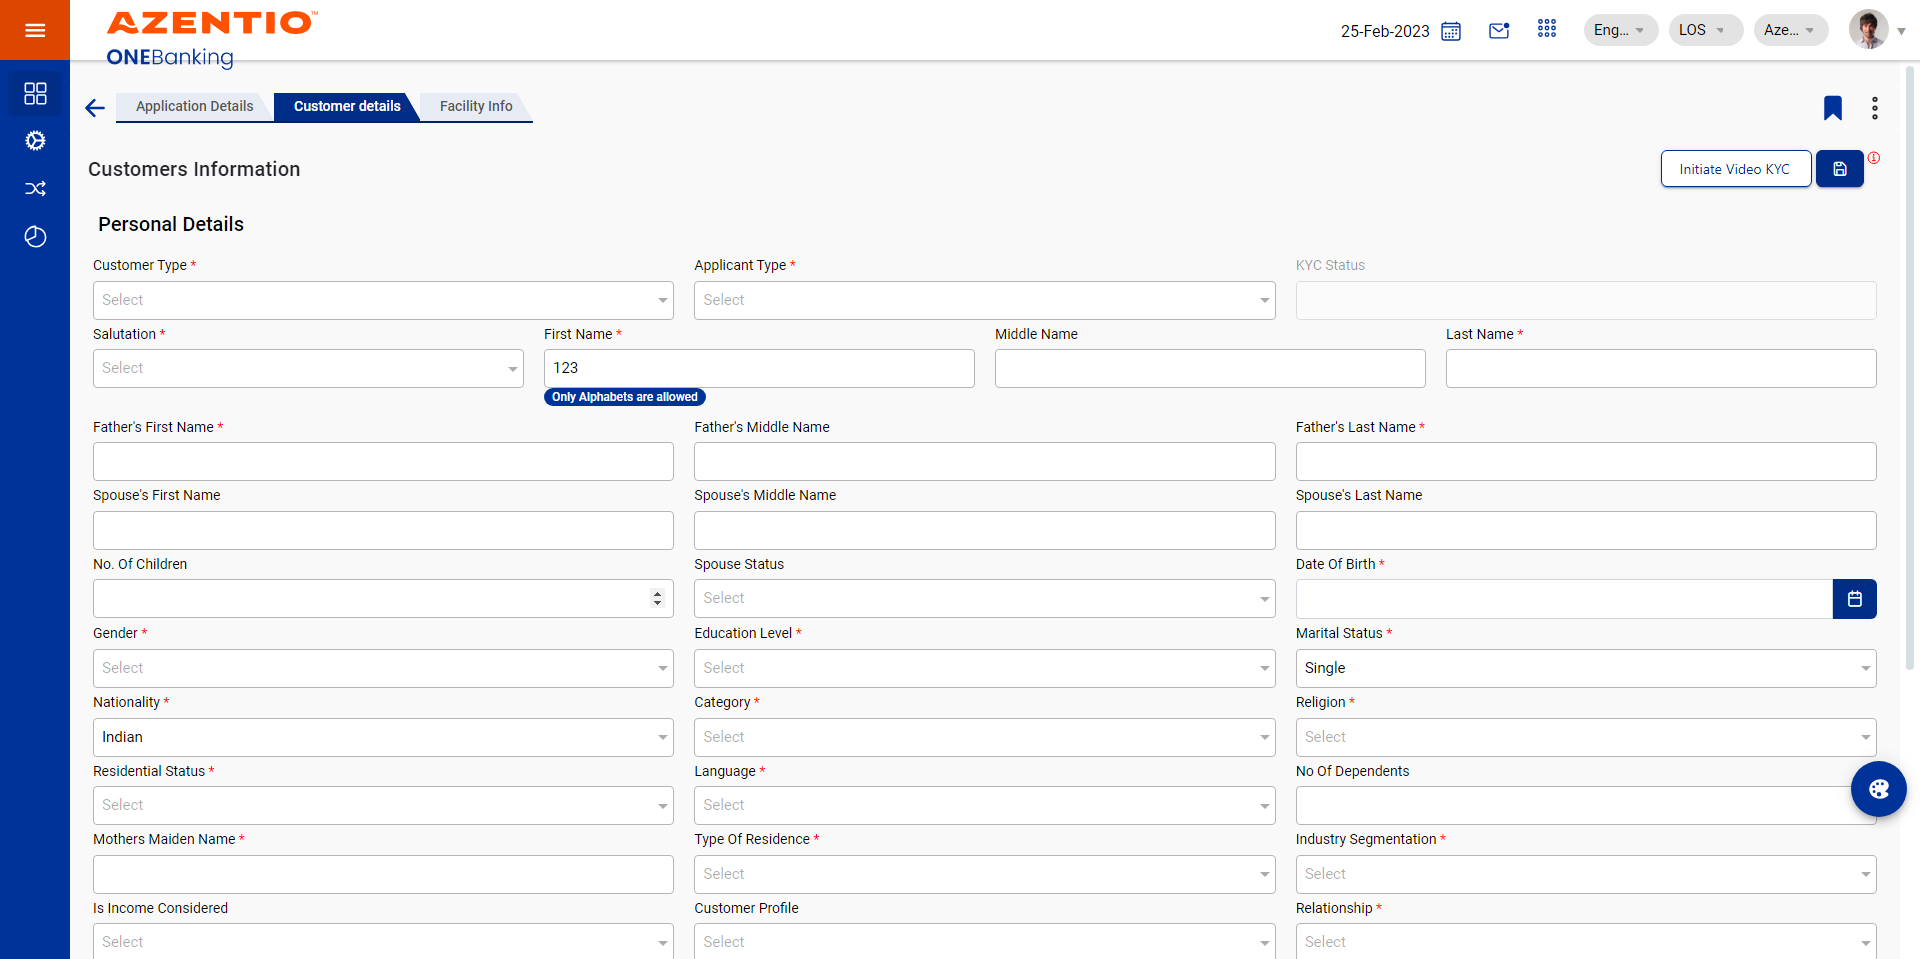 AZENTIO™
ONEBanking
25-Feb-2023
Eng...
LOS
Aze...
Application Details
Customer details
Facility Info
Customers Information
Initiate Video KYC
Personal Details
Customer Type *
Applicant Type *
KYC Status
Select
Select
Salutation *
First Name *
Middle Name
Last Name *
Select
123
Only Alphabets are allowed
Father's First Name *
Father's Middle Name
Father's Last Name *
Spouse's First Name
Spouse's Middle Name
Spouse's Last Name
No. Of Children
Spouse Status
Date Of Birth *
Select
Gender *
Education Level *
Marital Status *
Select
Select
Single
Nationality *
Category *
Religion *
Indian
Select
Select
Residential Status *
Language *
No Of Dependents
Select
Select
Mothers Maiden Name *
Type Of Residence *
Industry Segmentation *
Select
Select
Is Income Considered
Customer Profile
Relationship *
Select
Select
Select